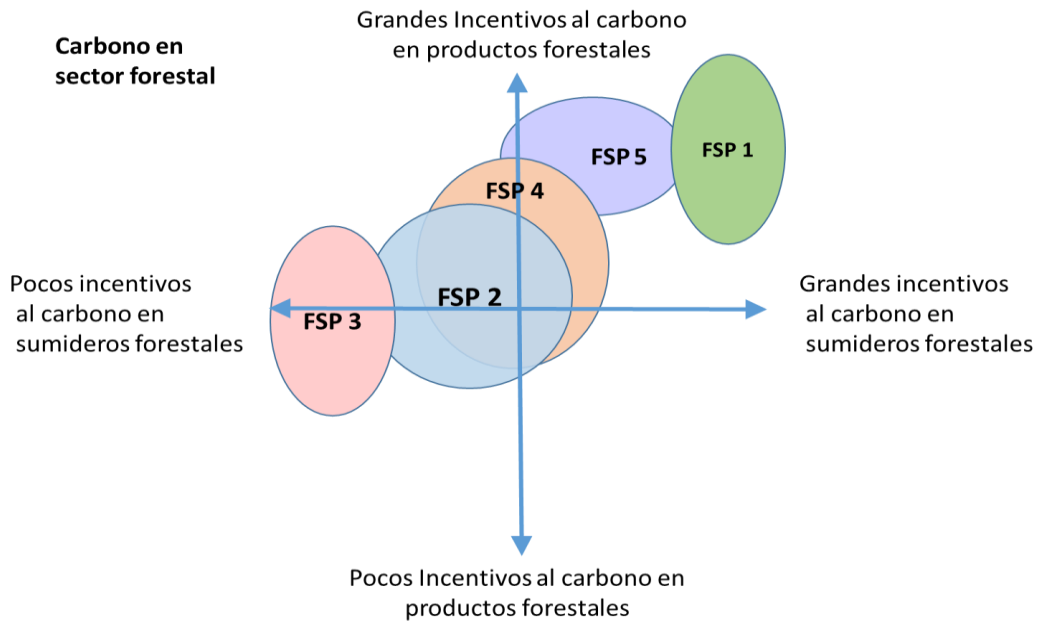 Grandes Incentivos al carbono
en productos forestales
Carbono en
sector forestal
FSP 5
FSP 1
FSP 4
Pocos incentivos
al carbono en
sumideros forestales
FSP 2
FSP 3
Grandes incentivos
al carbono en
sumideros forestales
Pocos Incentivos al carbono en
productos forestales